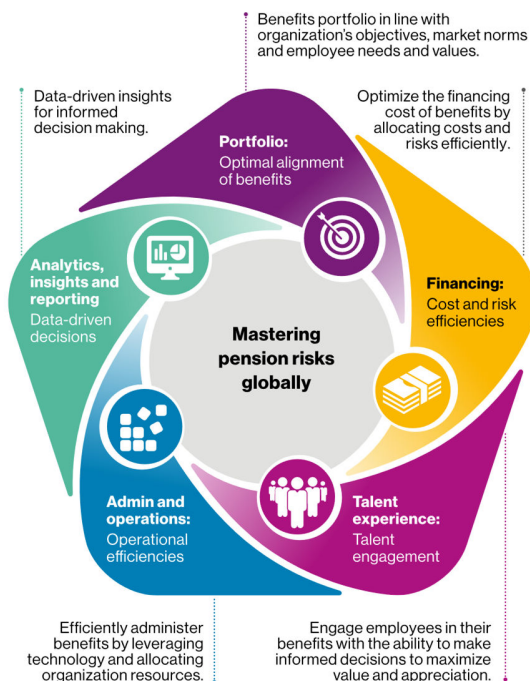 Benefits portfolio in line with
organization's objectives, market norms
and employee needs and values.
Data-driven insights
for informed
decision making.
Optimize the financing
cost of benefits by
allocating costs and
risks efficiently.
Portfolio:
Optimal alignment
of benefits
Analytics,
insights and
reporting
Data-driven
decisions
Financing:
Cost and risk
efficiencies
Mastering
pension risks
globally
Admin and
operations:
Operational
efficiencies
Talent
experience:
Talent
engagement
Efficiently administer
benefits by leveraging
technology and allocating
organization resources.
Engage employees in their
benefits with the ability to make
informed decisions to maximize
value and appreciation.